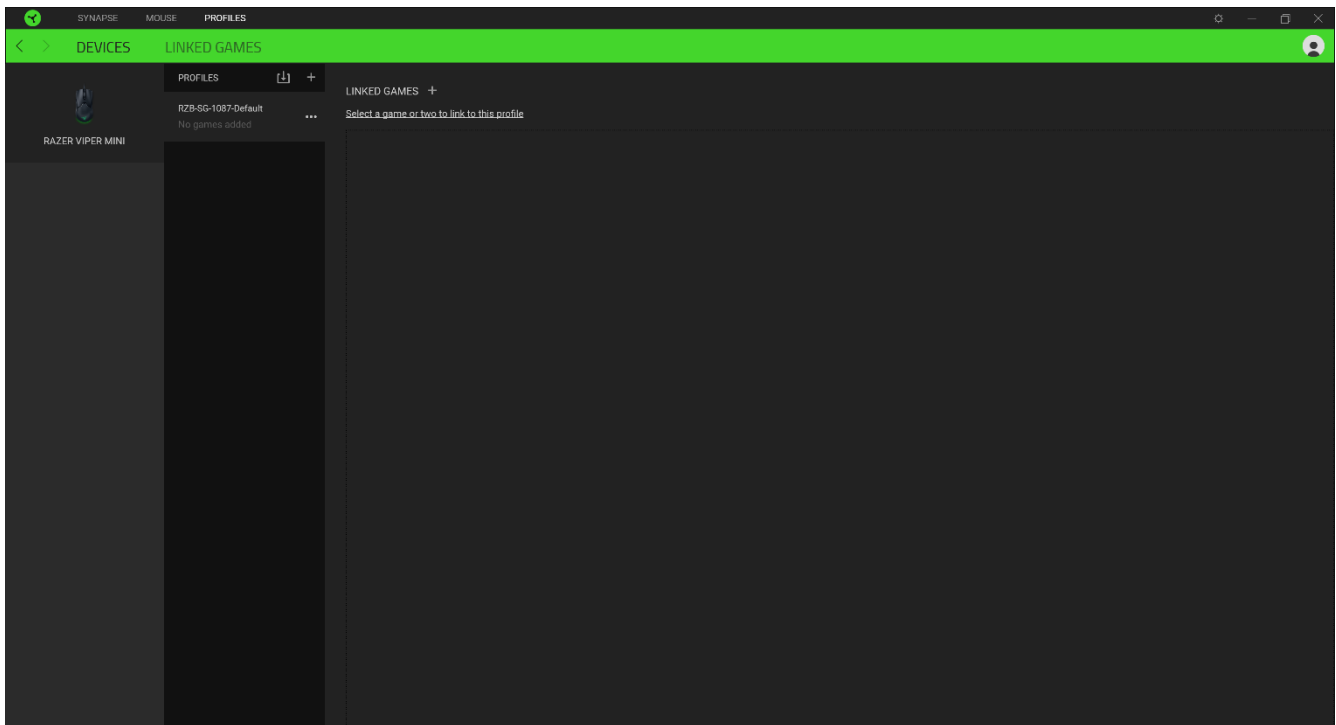 SYNAPSE MOUSE PROFILES
DEVICES LINKED GAMES
RAZER VIPER MINI
PROFILES
RZB-SG-1087-Default
No games added
LINKED GAMES +
Select a game or two to link to this profile